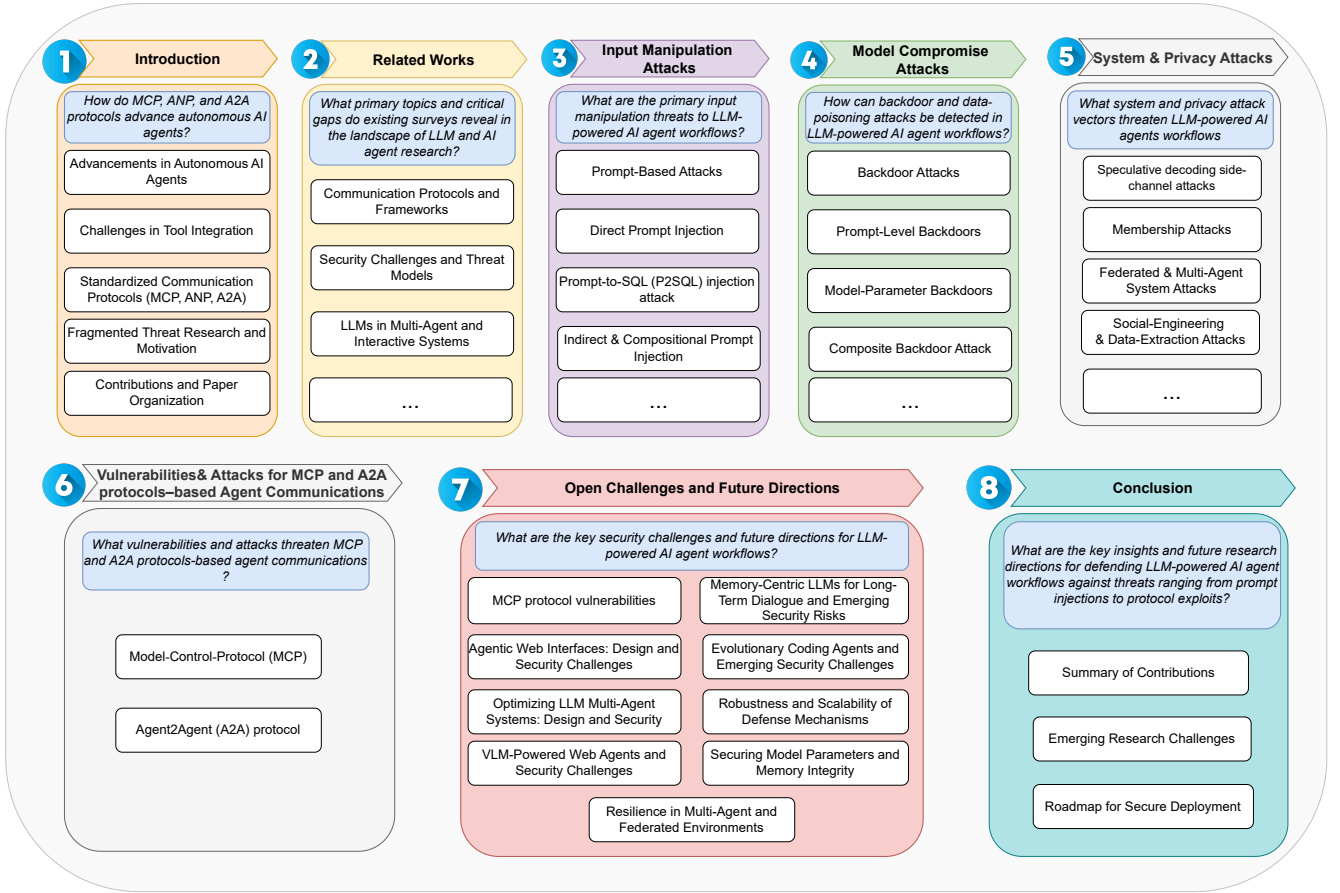 1
Introduction
How do MCP, ANP, and A2A
protocols advance autonomous AI
agents?
Advancements in Autonomous AI
Agents
Challenges in Tool Integration
Standardized Communication
Protocols (MCP, ANP, A2A)
Fragmented Threat Research and
Motivation
Contributions and Paper
Organization
2
Related Works
What primary topics and critical
gaps do existing surveys reveal in
the landscape of LLM and AI
agent research?
Communication Protocols and
Frameworks
Security Challenges and Threat
Models
LLMs in Multi-Agent and
Interactive Systems
...
3
Input Manipulation
Attacks
What are the primary input
manipulation threats to LLM-
powered AI agent workflows?
Prompt-Based Attacks
Direct Prompt Injection
Prompt-to-SQL (P2SQL) injection
attack
Indirect & Compositional Prompt
Injection
...
4
Model Compromise
Attacks
How can backdoor and data-
poisoning attacks be detected in
LLM-powered AI agent workflows?
Backdoor Attacks
Prompt-Level Backdoors
Model-Parameter Backdoors
Composite Backdoor Attack
...
5
System & Privacy Attacks
What system and privacy attack
vectors threaten LLM-powered AI
agents workflows
Speculative decoding side-
channel attacks
Membership Attacks
Federated & Multi-Agent
System Attacks
Social-Engineering
& Data-Extraction Attacks
...
6
Vulnerabilities& Attacks for MCP and A2A
protocols–based Agent Communications
What vulnerabilities and attacks threaten MCP
and A2A protocols-based agent communications
?
Model-Control-Protocol (MCP)
Agent2Agent (A2A) protocol
7
Open Challenges and Future Directions
What are the key security challenges and future directions for LLM-
powered AI agent workflows?
MCP protocol vulnerabilities
Memory-Centric LLMs for Long-
Term Dialogue and Emerging
Security Risks
Agentic Web Interfaces: Design and
Security Challenges
Evolutionary Coding Agents and
Emerging Security Challenges
Optimizing LLM Multi-Agent
Systems: Design and Security
Robustness and Scalability of
Defense Mechanisms
VLM-Powered Web Agents and
Security Challenges
Securing Model Parameters and
Memory Integrity
Resilience in Multi-Agent and
Federated Environments
8
Conclusion
What are the key insights and future research
directions for defending LLM-powered AI agent
workflows against threats ranging from prompt
injections to protocol exploits?
Summary of Contributions
Emerging Research Challenges
Roadmap for Secure Deployment